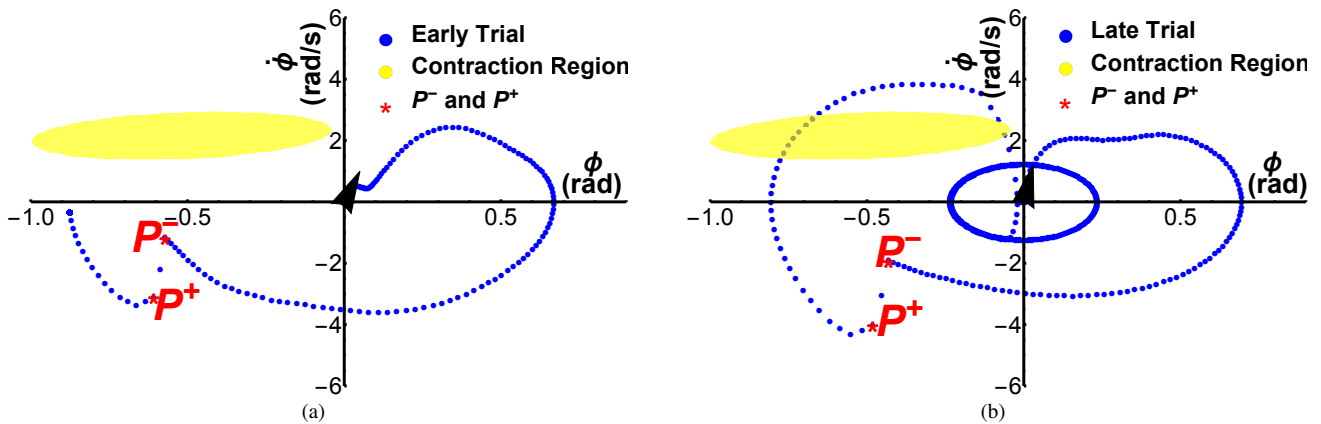 6
4
2
−2
−4
−6
−1.0
−0.5
0.5
ϕ̇
(rad/s)
ϕ
(rad)
Early Trial
Contraction Region
P⁻ and P⁺
P⁻
P⁺
(a)
6
4
2
−2
−4
−6
−1.0
−0.5
0.5
ϕ̇
(rad/s)
ϕ
(rad)
Late Trial
Contraction Region
P⁻ and P⁺
P⁻
P⁺
(b)